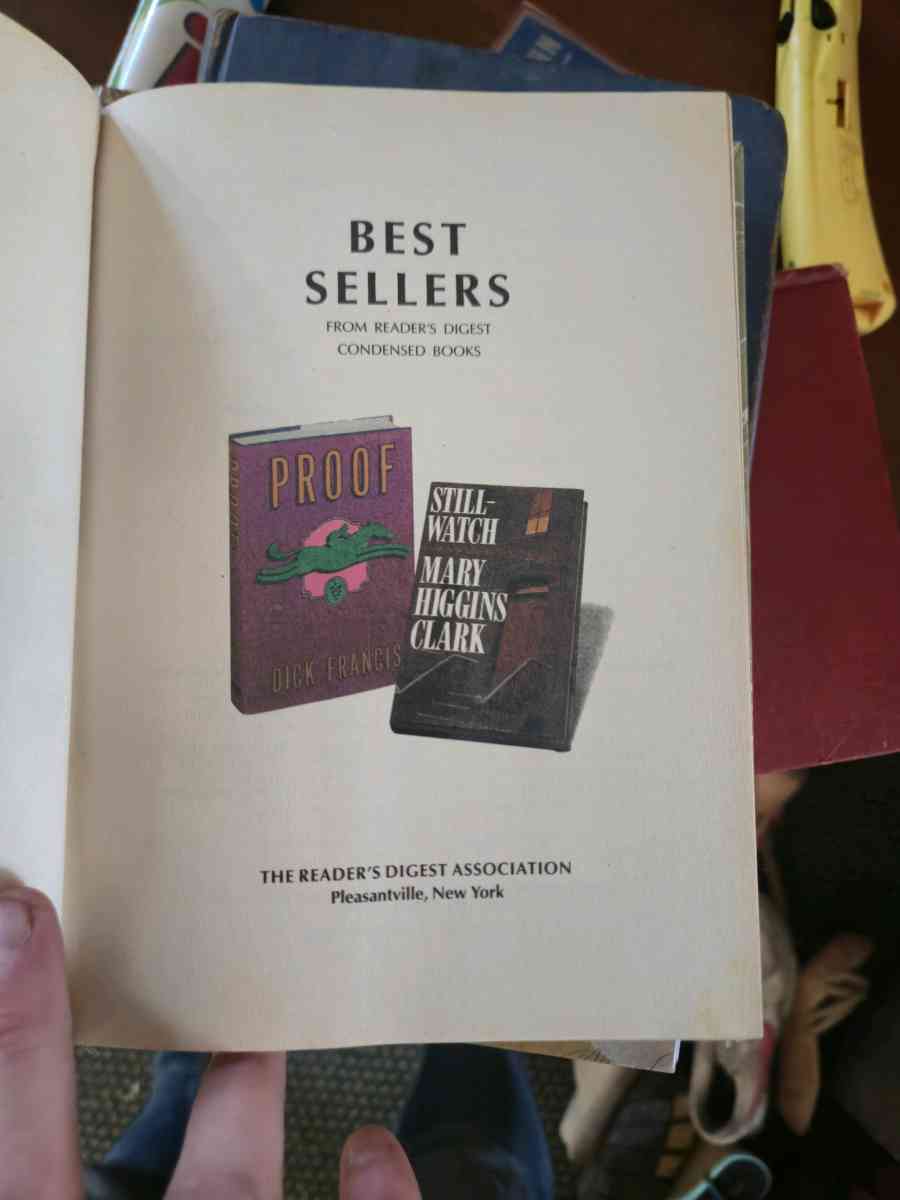 BEST
SELLERS
FROM READER'S DIGEST
CONDENSED BOOKS
PROOF
DICK FRANCIS
STILL-
WATCH
MARY
HIGGINS
CLARK
THE READER'S DIGEST ASSOCIATION
Pleasantville, New York